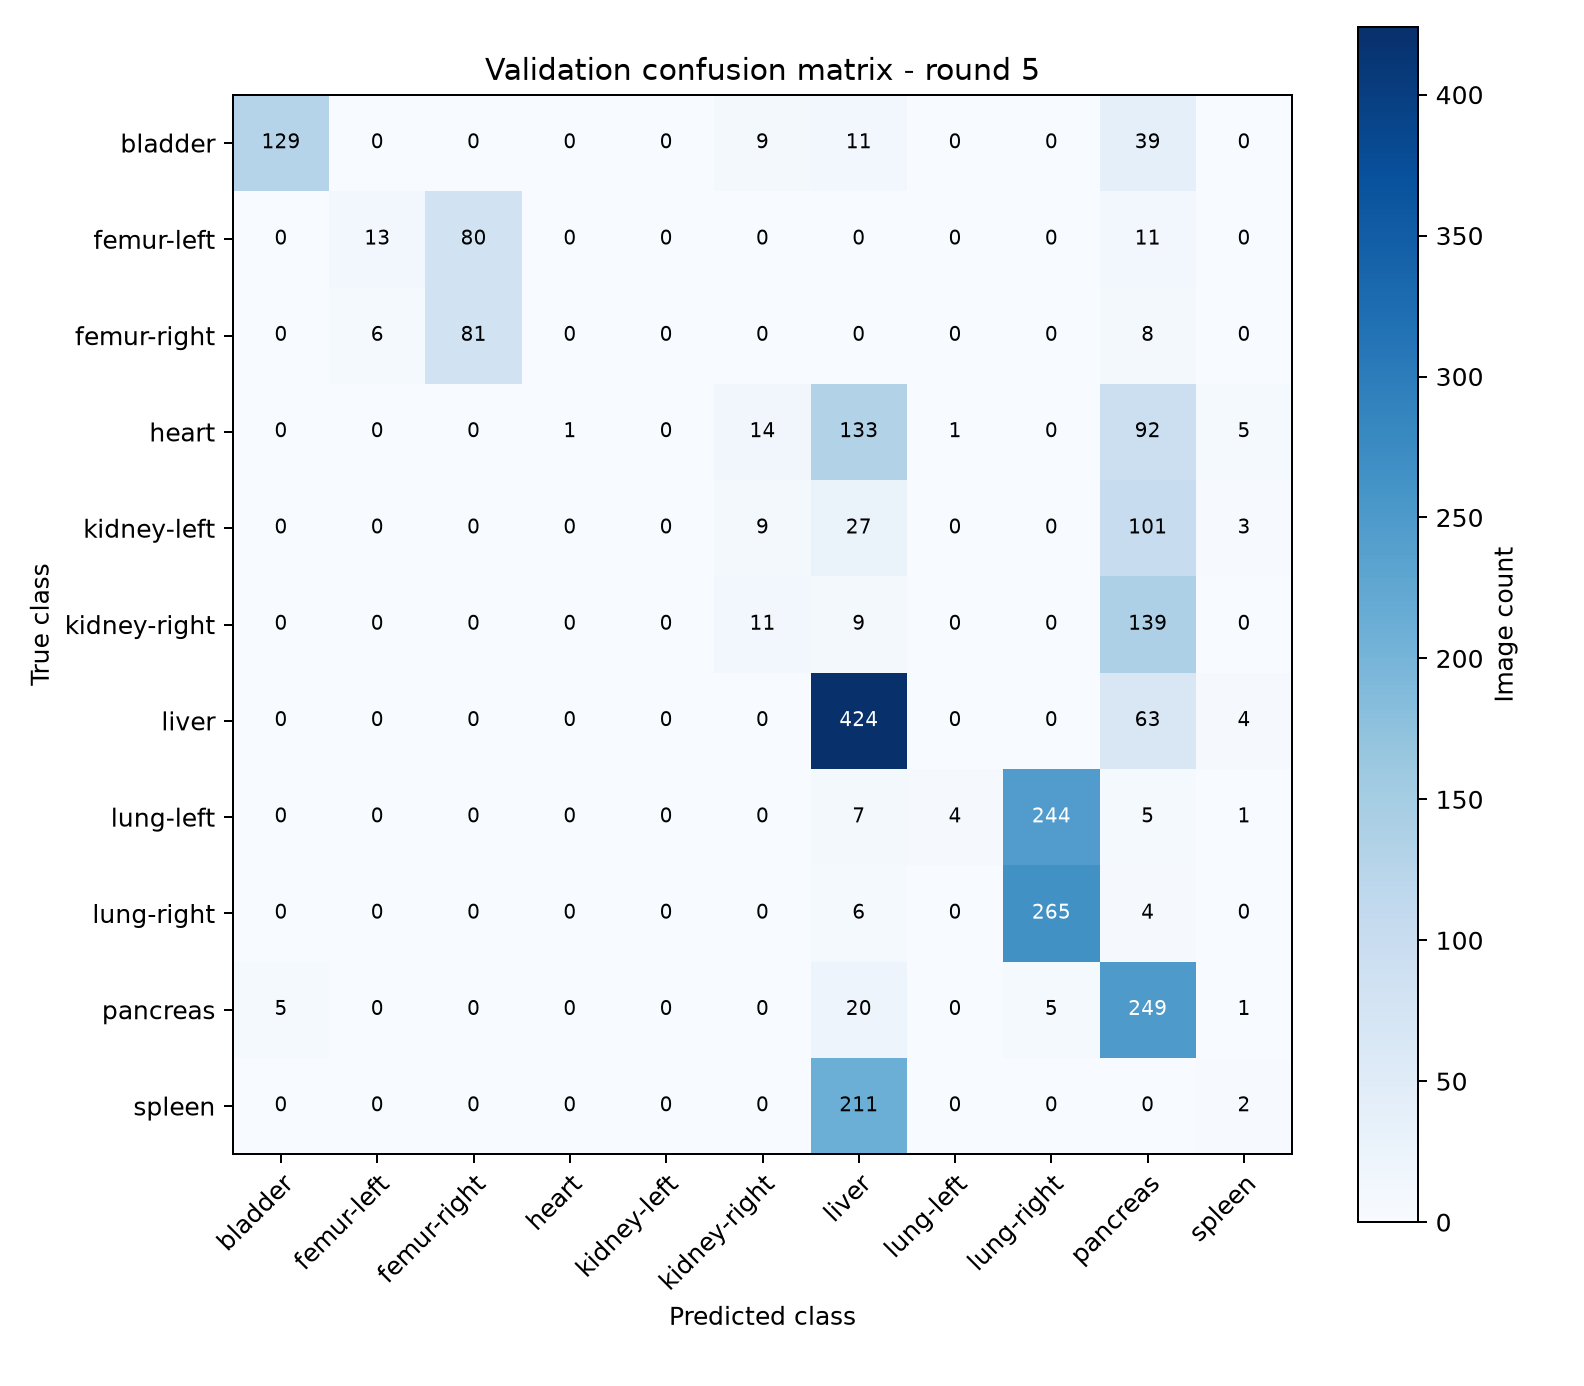 Validation confusion matrix - round 5
bladder 129 0 0 0 0 9 11 0 0 39 0
femur-left 0 13 80 0 0 0 0 0 0 11 0
femur-right 0 6 81 0 0 0 0 0 0 8 0
heart 0 0 0 1 0 14 133 1 0 92 5
kidney-left 0 0 0 0 0 9 27 0 0 101 3
kidney-right 0 0 0 0 0 11 9 0 0 139 0
liver 0 0 0 0 0 0 424 0 0 63 4
lung-left 0 0 0 0 0 0 7 4 244 5 1
lung-right 0 0 0 0 0 0 6 0 265 4 0
pancreas 5 0 0 0 0 0 20 0 5 249 1
spleen 0 0 0 0 0 0 211 0 0 0 2
bladder femur-left femur-right heart kidney-left kidney-right liver lung-left lung-right pancreas spleen
Predicted class
True class
400
350
300
250
200
150
100
50
0
Image count